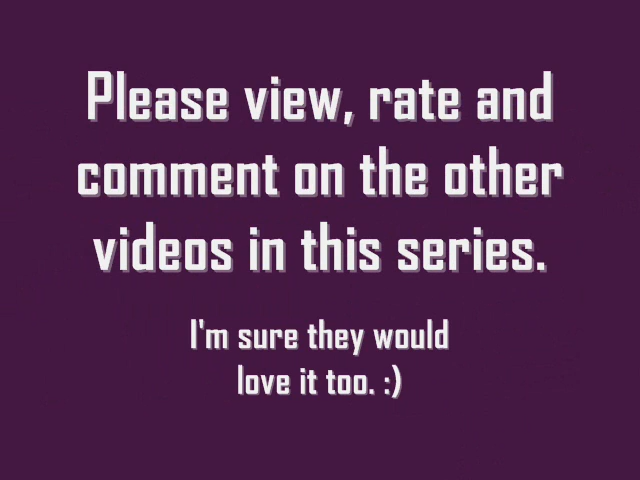 Please view, rate and
comment on the other
videos in this series.
I'm sure they would
love it too. :)